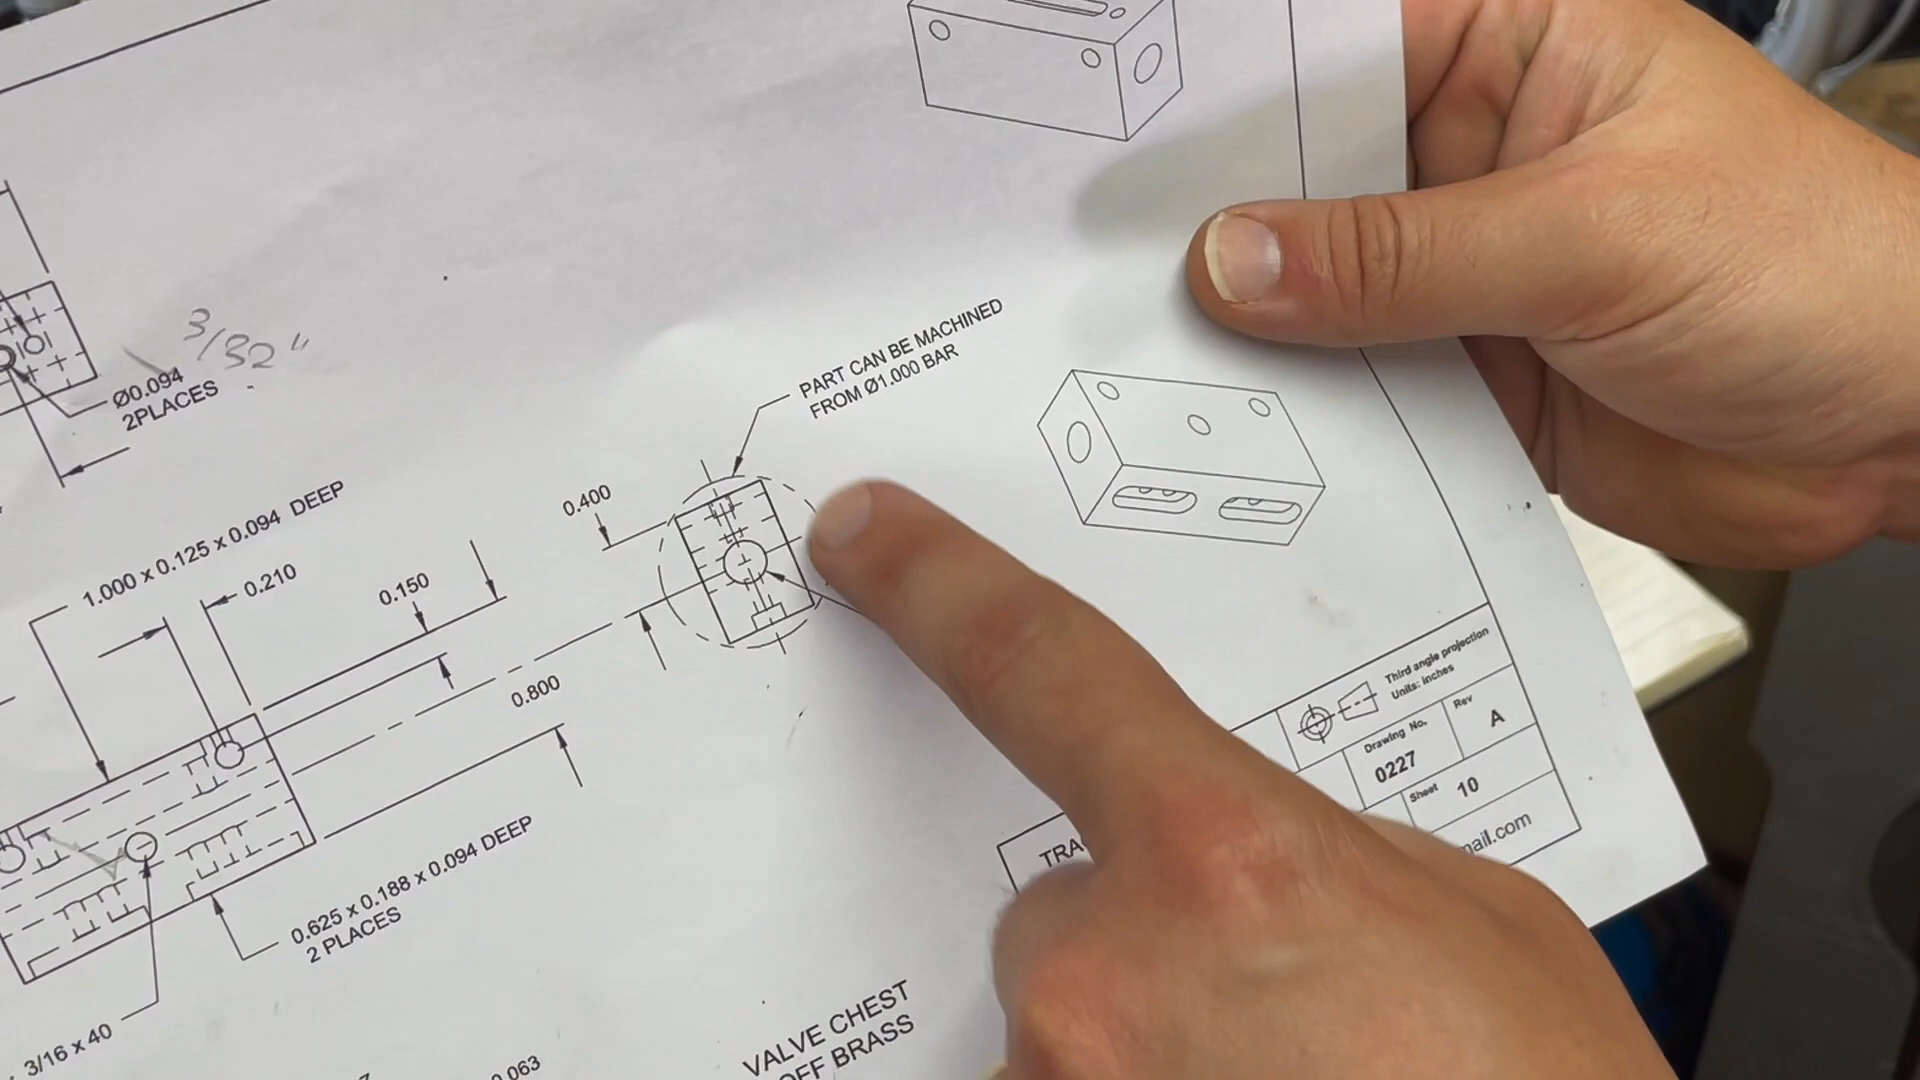 3/32"
Ø0.094
2PLACES
PART CAN BE MACHINED
FROM Ø1.000 BAR
1.000 x 0.125 x 0.094 DEEP
0.210
0.150
0.400
0.800
0.625 x 0.188 x 0.094 DEEP
2 PLACES
3/16 x 40
0.063
VALVE CHEST
OFF BRASS
Third angle projection
Units: inches
Drawing No.
0227
Rev
A
Sheet
10
TRA
mail.com